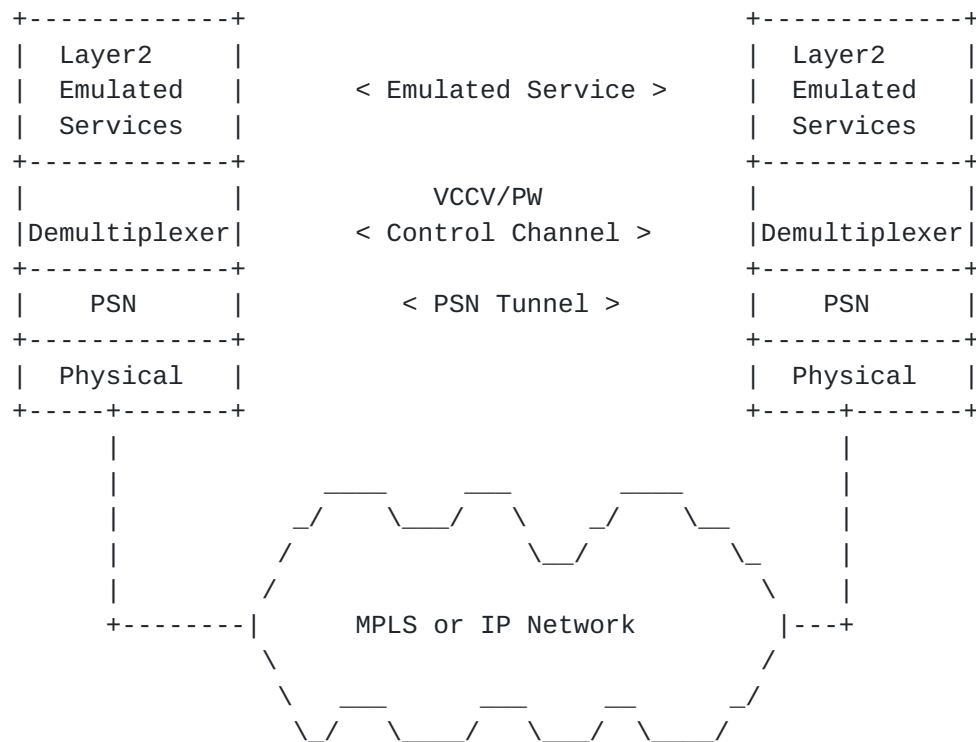 Layer2 Layer2
Emulated < Emulated Service > Emulated
Services Services
VCCV/PW
Demultiplexer < Control Channel > Demultiplexer
PSN < PSN Tunnel > PSN
Physical Physical
MPLS or IP Network